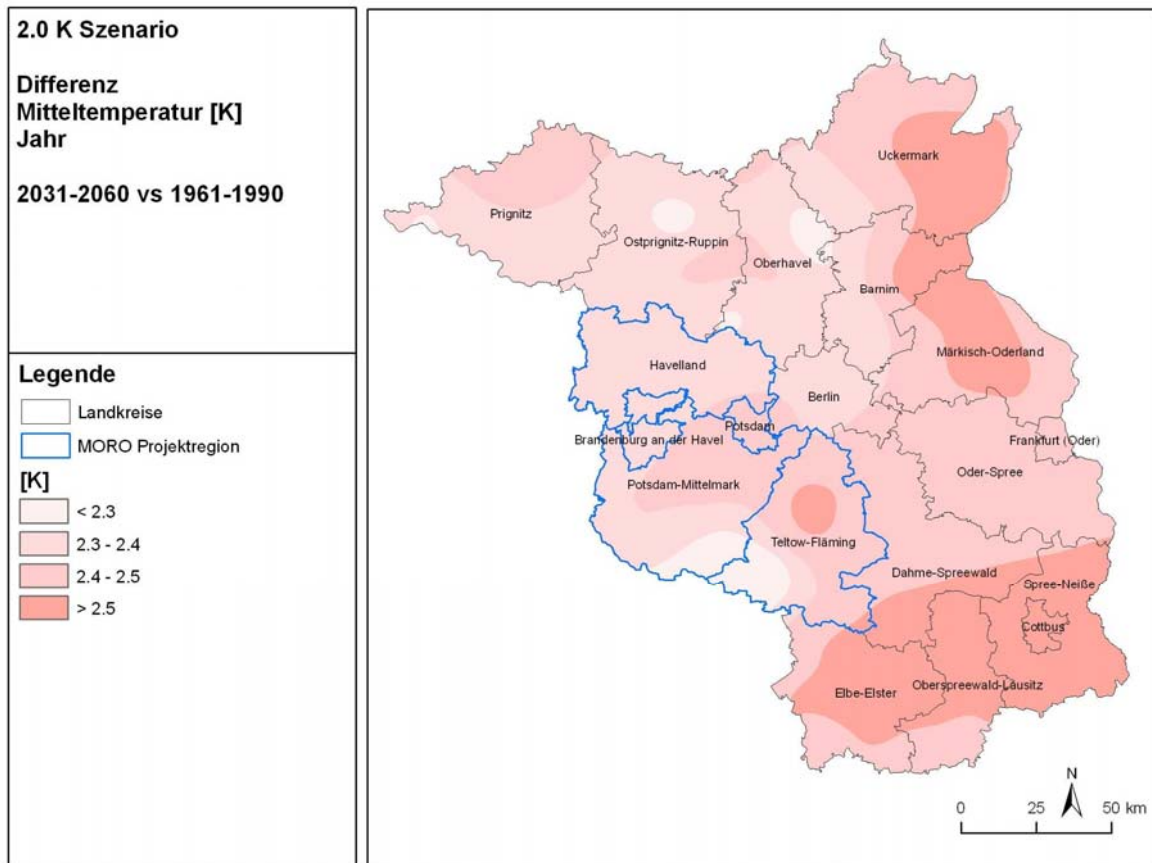 2.0 K Szenario
Differenz
Mitteltemperatur [K]
Jahr
2031-2060 vs 1961-1990
Legende
Landkreise
MORO Projektregion
[K]
< 2.3
2.3 - 2.4
2.4 - 2.5
> 2.5
Uckermark
Prignitz
Ostprignitz-Ruppin
Oberhavel
Barnim
Märkisch-Oderland
Havelland
Berlin
Potsdam
Brandenburg an der Havel
Frankfurt (Oder)
Oder-Spree
Potsdam-Mittelmark
Teltow-Fläming
Dahme-Spreewald
Spree-Neiße
Cottbus
Elbe-Elster
Oberspreewald-Lausitz
N
0 25 50 km